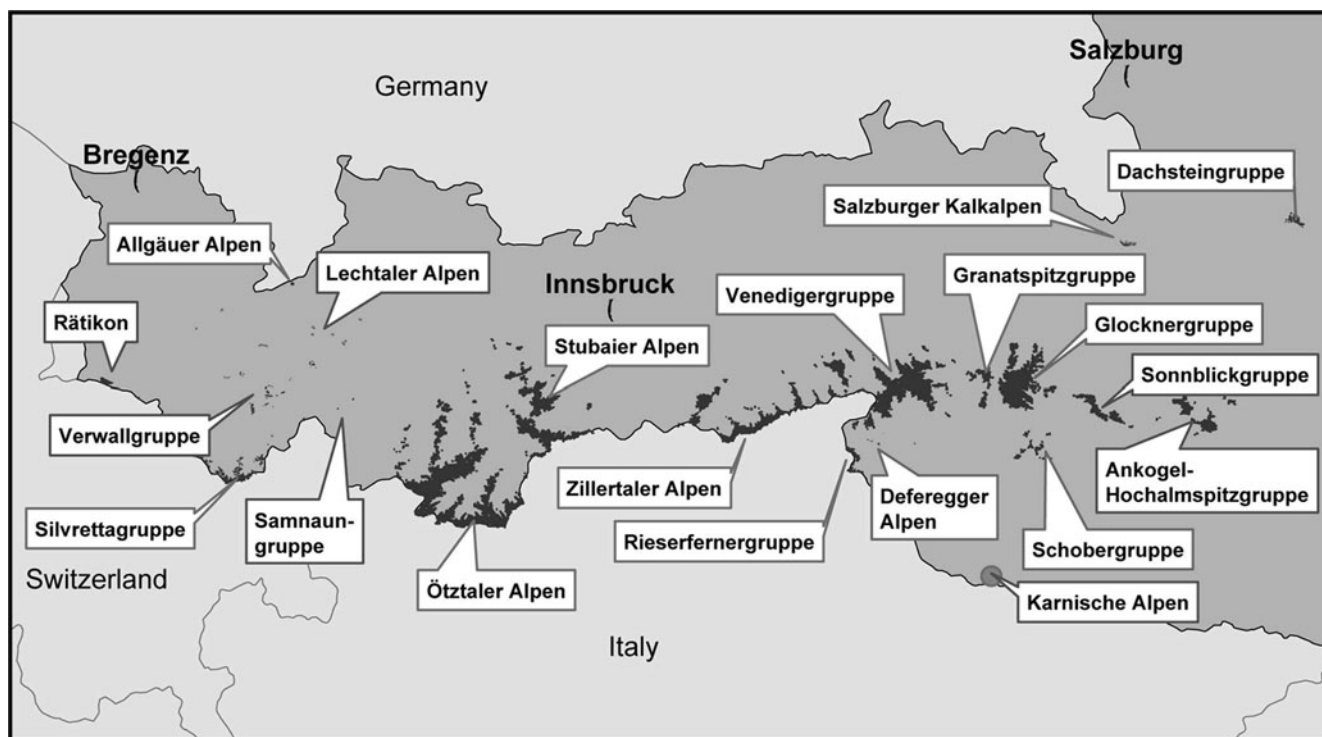 Salzburg
Germany
Bregenz
Dachsteingruppe
Salzburger Kalkalpen
Allgäuer Alpen
Lechtaler Alpen
Innsbruck
Venedigergruppe
Granatspitzgruppe
Rätikon
Glocknergruppe
Stubaier Alpen
Sonnblickgruppe
Verwallgruppe
Zillertaler Alpen
Deferegger
Alpen
Ankogel-
Hochalmspitzgruppe
Silvrettagruppe
Samnaun-
gruppe
Rieserfernergruppe
Schobergruppe
Switzerland
Ötztaler Alpen
Karnische Alpen
Italy